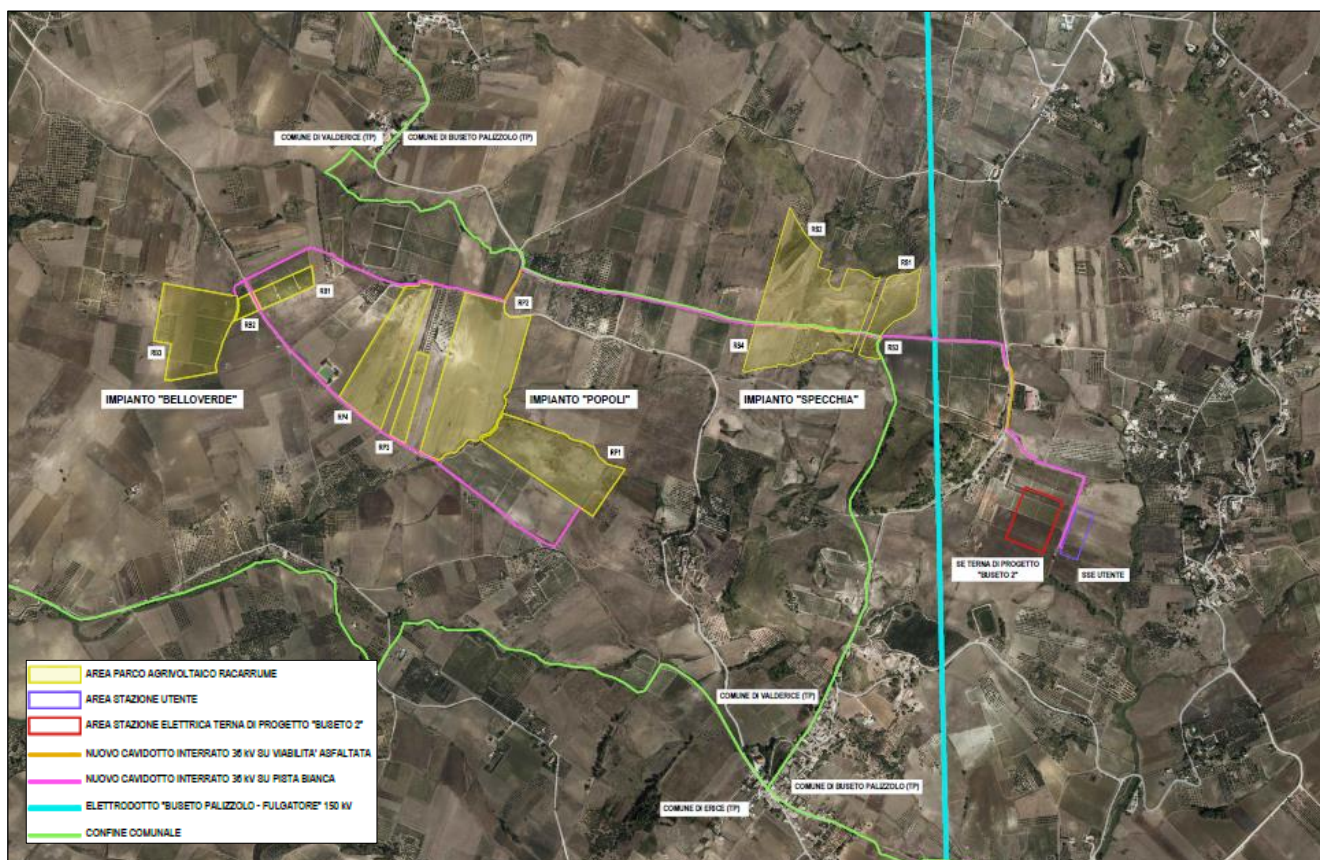 COMUNE DI VALDERICE (TP)
COMUNE DI BUSETO PALIZZOLO (TP)
RS2
RS1
RB1
RP2
RB2
RS3
RB3
RS4
IMPIANTO "BELLOVERDE"
IMPIANTO "POPOLI"
IMPIANTO "SPECCHIA"
RP4
RP3
RP1
SE TERNA DI PROGETTO
"BUSETO 2"
SSE UTENTE
AREA PARCO AGRIVOLTAICO RACARRUME
AREA STAZIONE UTENTE
AREA STAZIONE ELETTRICA TERNA DI PROGETTO "BUSETO 2"
NUOVO CAVIDOTTO INTERRATO 36 kV SU VIABILITA' ASFALTATA
NUOVO CAVIDOTTO INTERRATO 36 kV SU PISTA BIANCA
ELETTRODOTTO "BUSETO PALIZZOLO - FULGATORE" 150 kV
CONFINE COMUNALE
COMUNE DI VALDERICE (TP)
COMUNE DI BUSETO PALIZZOLO (TP)
COMUNE DI ERICE (TP)